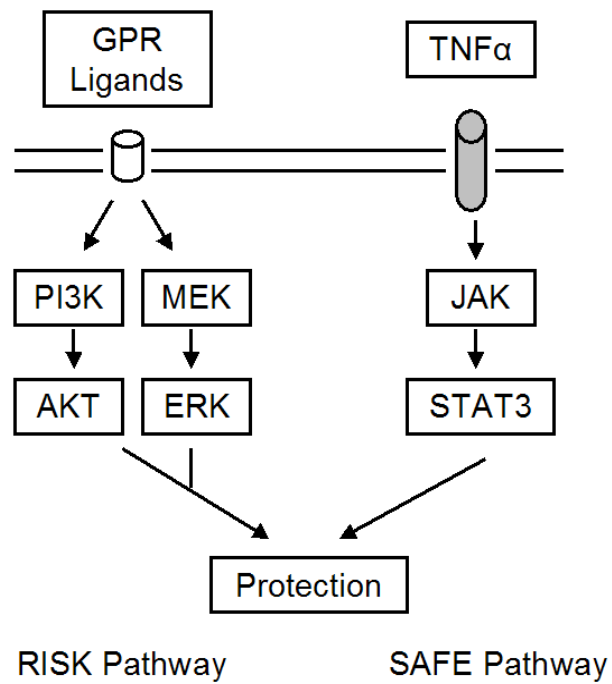 GPR
Ligands
TNFα
PI3K
MEK
JAK
AKT
ERK
STAT3
Protection
RISK Pathway
SAFE Pathway